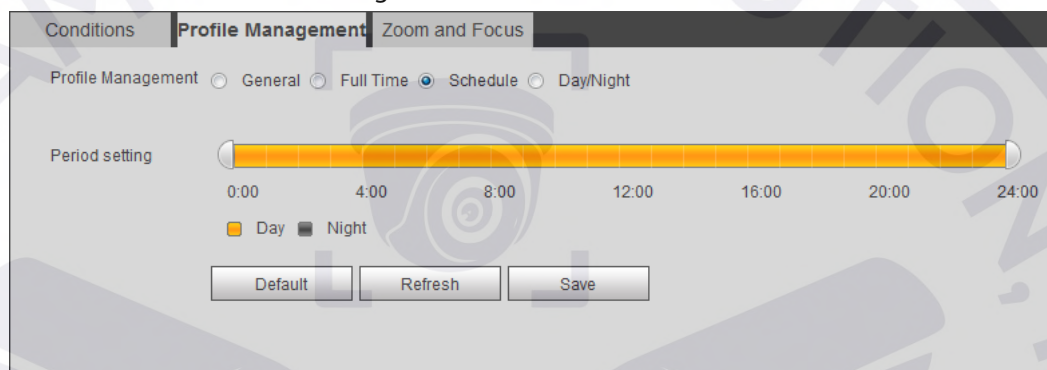 Conditions Profile Management Zoom and Focus
Profile Management General Full Time Schedule Day/Night
Period setting
0:00 4:00 8:00 12:00 16:00 20:00 24:00
Day Night
Default Refresh Save